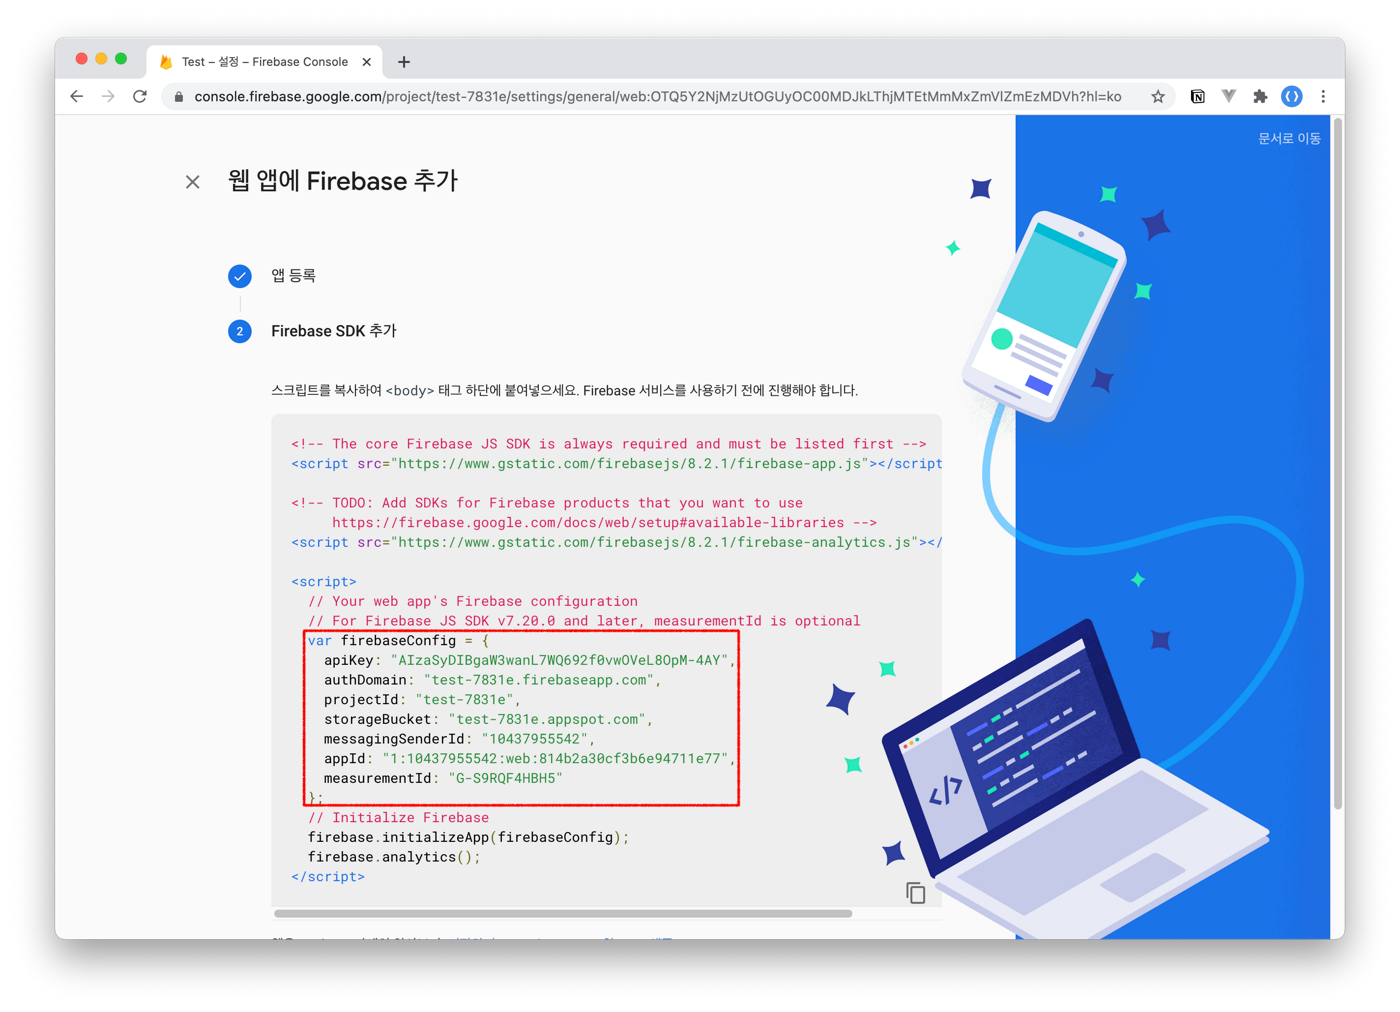 Test – 설정 – Firebase Console
console.firebase.google.com/project/test-7831e/settings/general/web:OTQ5Y2NjMzUtOGUyOC00MDJkLThjMTEtMmMxZmVlZmEzMDVh?hl=ko
문서로 이동
웹 앱에 Firebase 추가
앱 등록
2 Firebase SDK 추가
스크립트를 복사하여 <body> 태그 하단에 붙여넣으세요. Firebase 서비스를 사용하기 전에 진행해야 합니다.
<!-- The core Firebase JS SDK is always required and must be listed first -->
<script src="https://www.gstatic.com/firebasejs/8.2.1/firebase-app.js"></script
<!-- TODO: Add SDKs for Firebase products that you want to use
https://firebase.google.com/docs/web/setup#available-libraries -->
<script src="https://www.gstatic.com/firebasejs/8.2.1/firebase-analytics.js"></
<script>
// Your web app's Firebase configuration
// For Firebase JS SDK v7.20.0 and later, measurementId is optional
var firebaseConfig = {
apiKey: "AIzaSyDIBgaW3wanL7WQ692f0vwOVeL8OpM-4AY",
authDomain: "test-7831e.firebaseapp.com",
projectId: "test-7831e",
storageBucket: "test-7831e.appspot.com",
messagingSenderId: "10437955542",
appId: "1:10437955542:web:814b2a30cf3b6e94711e77",
measurementId: "G-S9RQF4HBH5"
};
// Initialize Firebase
firebase.initializeApp(firebaseConfig);
firebase.analytics();
</script>